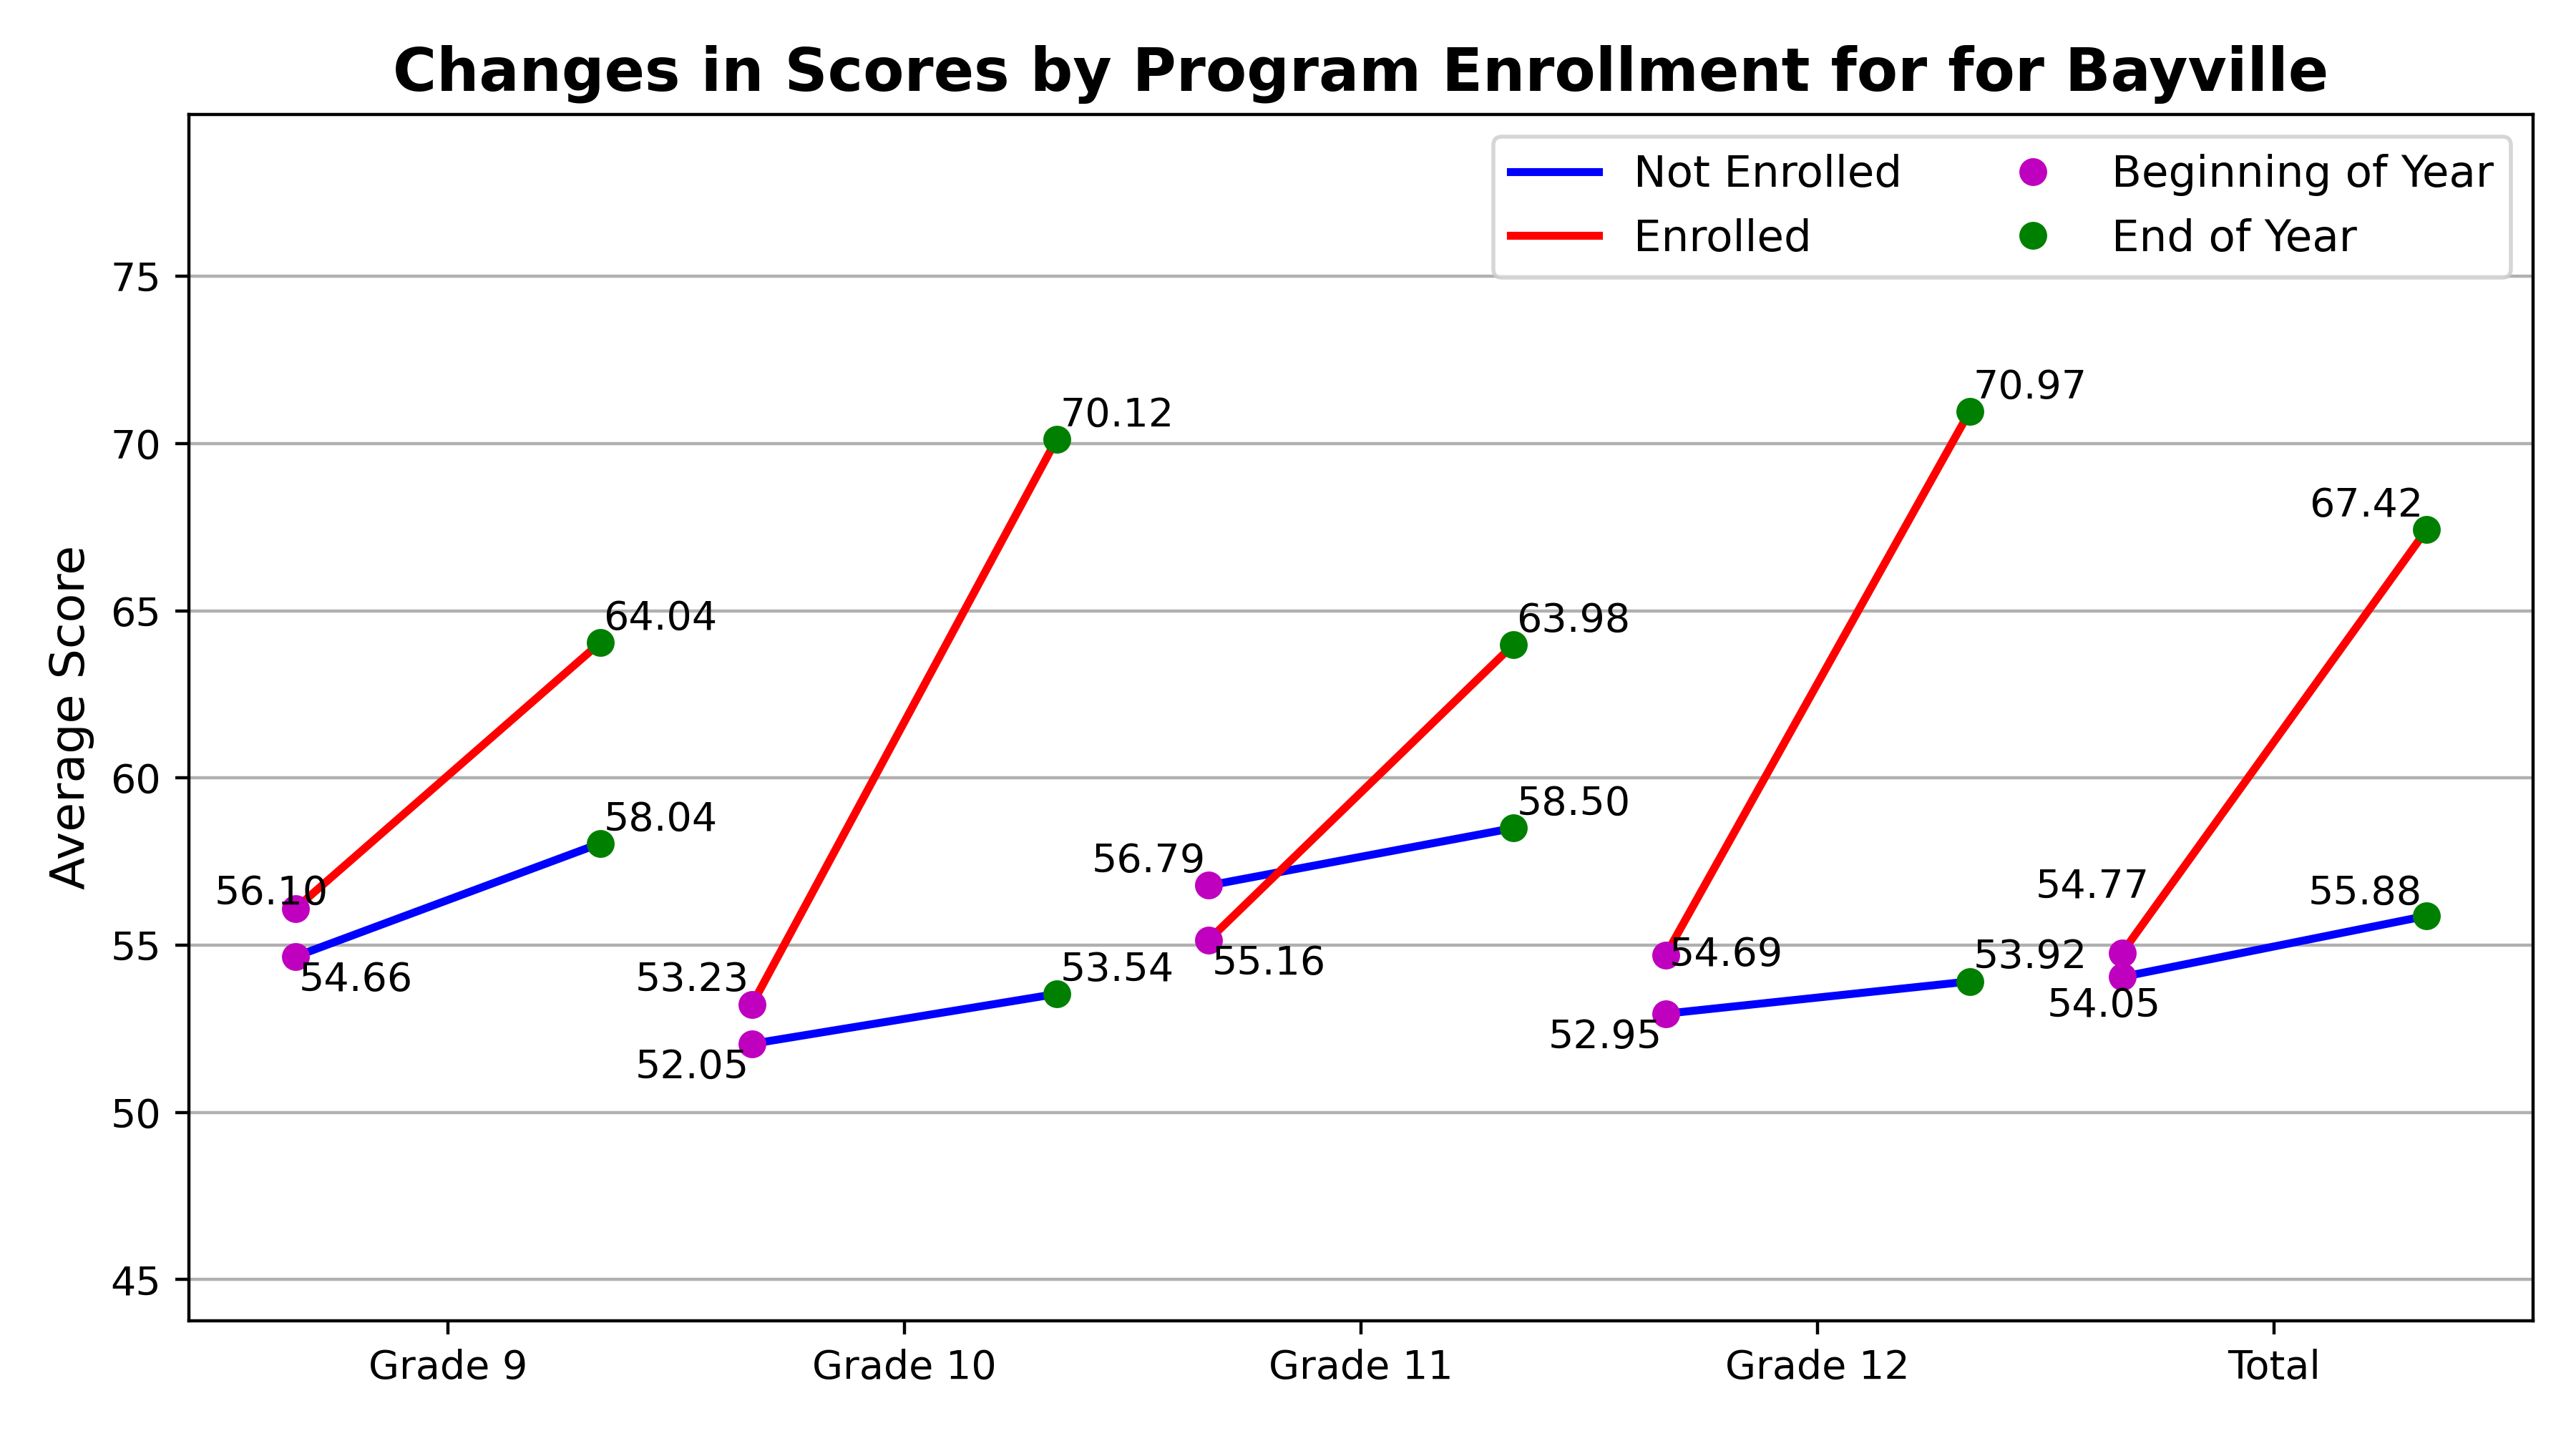 Changes in Scores by Program Enrollment for for Bayville
Not Enrolled
Enrolled
Beginning of Year
End of Year
Average Score
75
70
65
60
55
50
45
56.10
64.04
54.66
58.04
53.23
70.12
52.05
53.54
56.79
58.50
55.16
63.98
54.69
70.97
52.95
53.92
54.77
67.42
54.05
55.88
Grade 9
Grade 10
Grade 11
Grade 12
Total